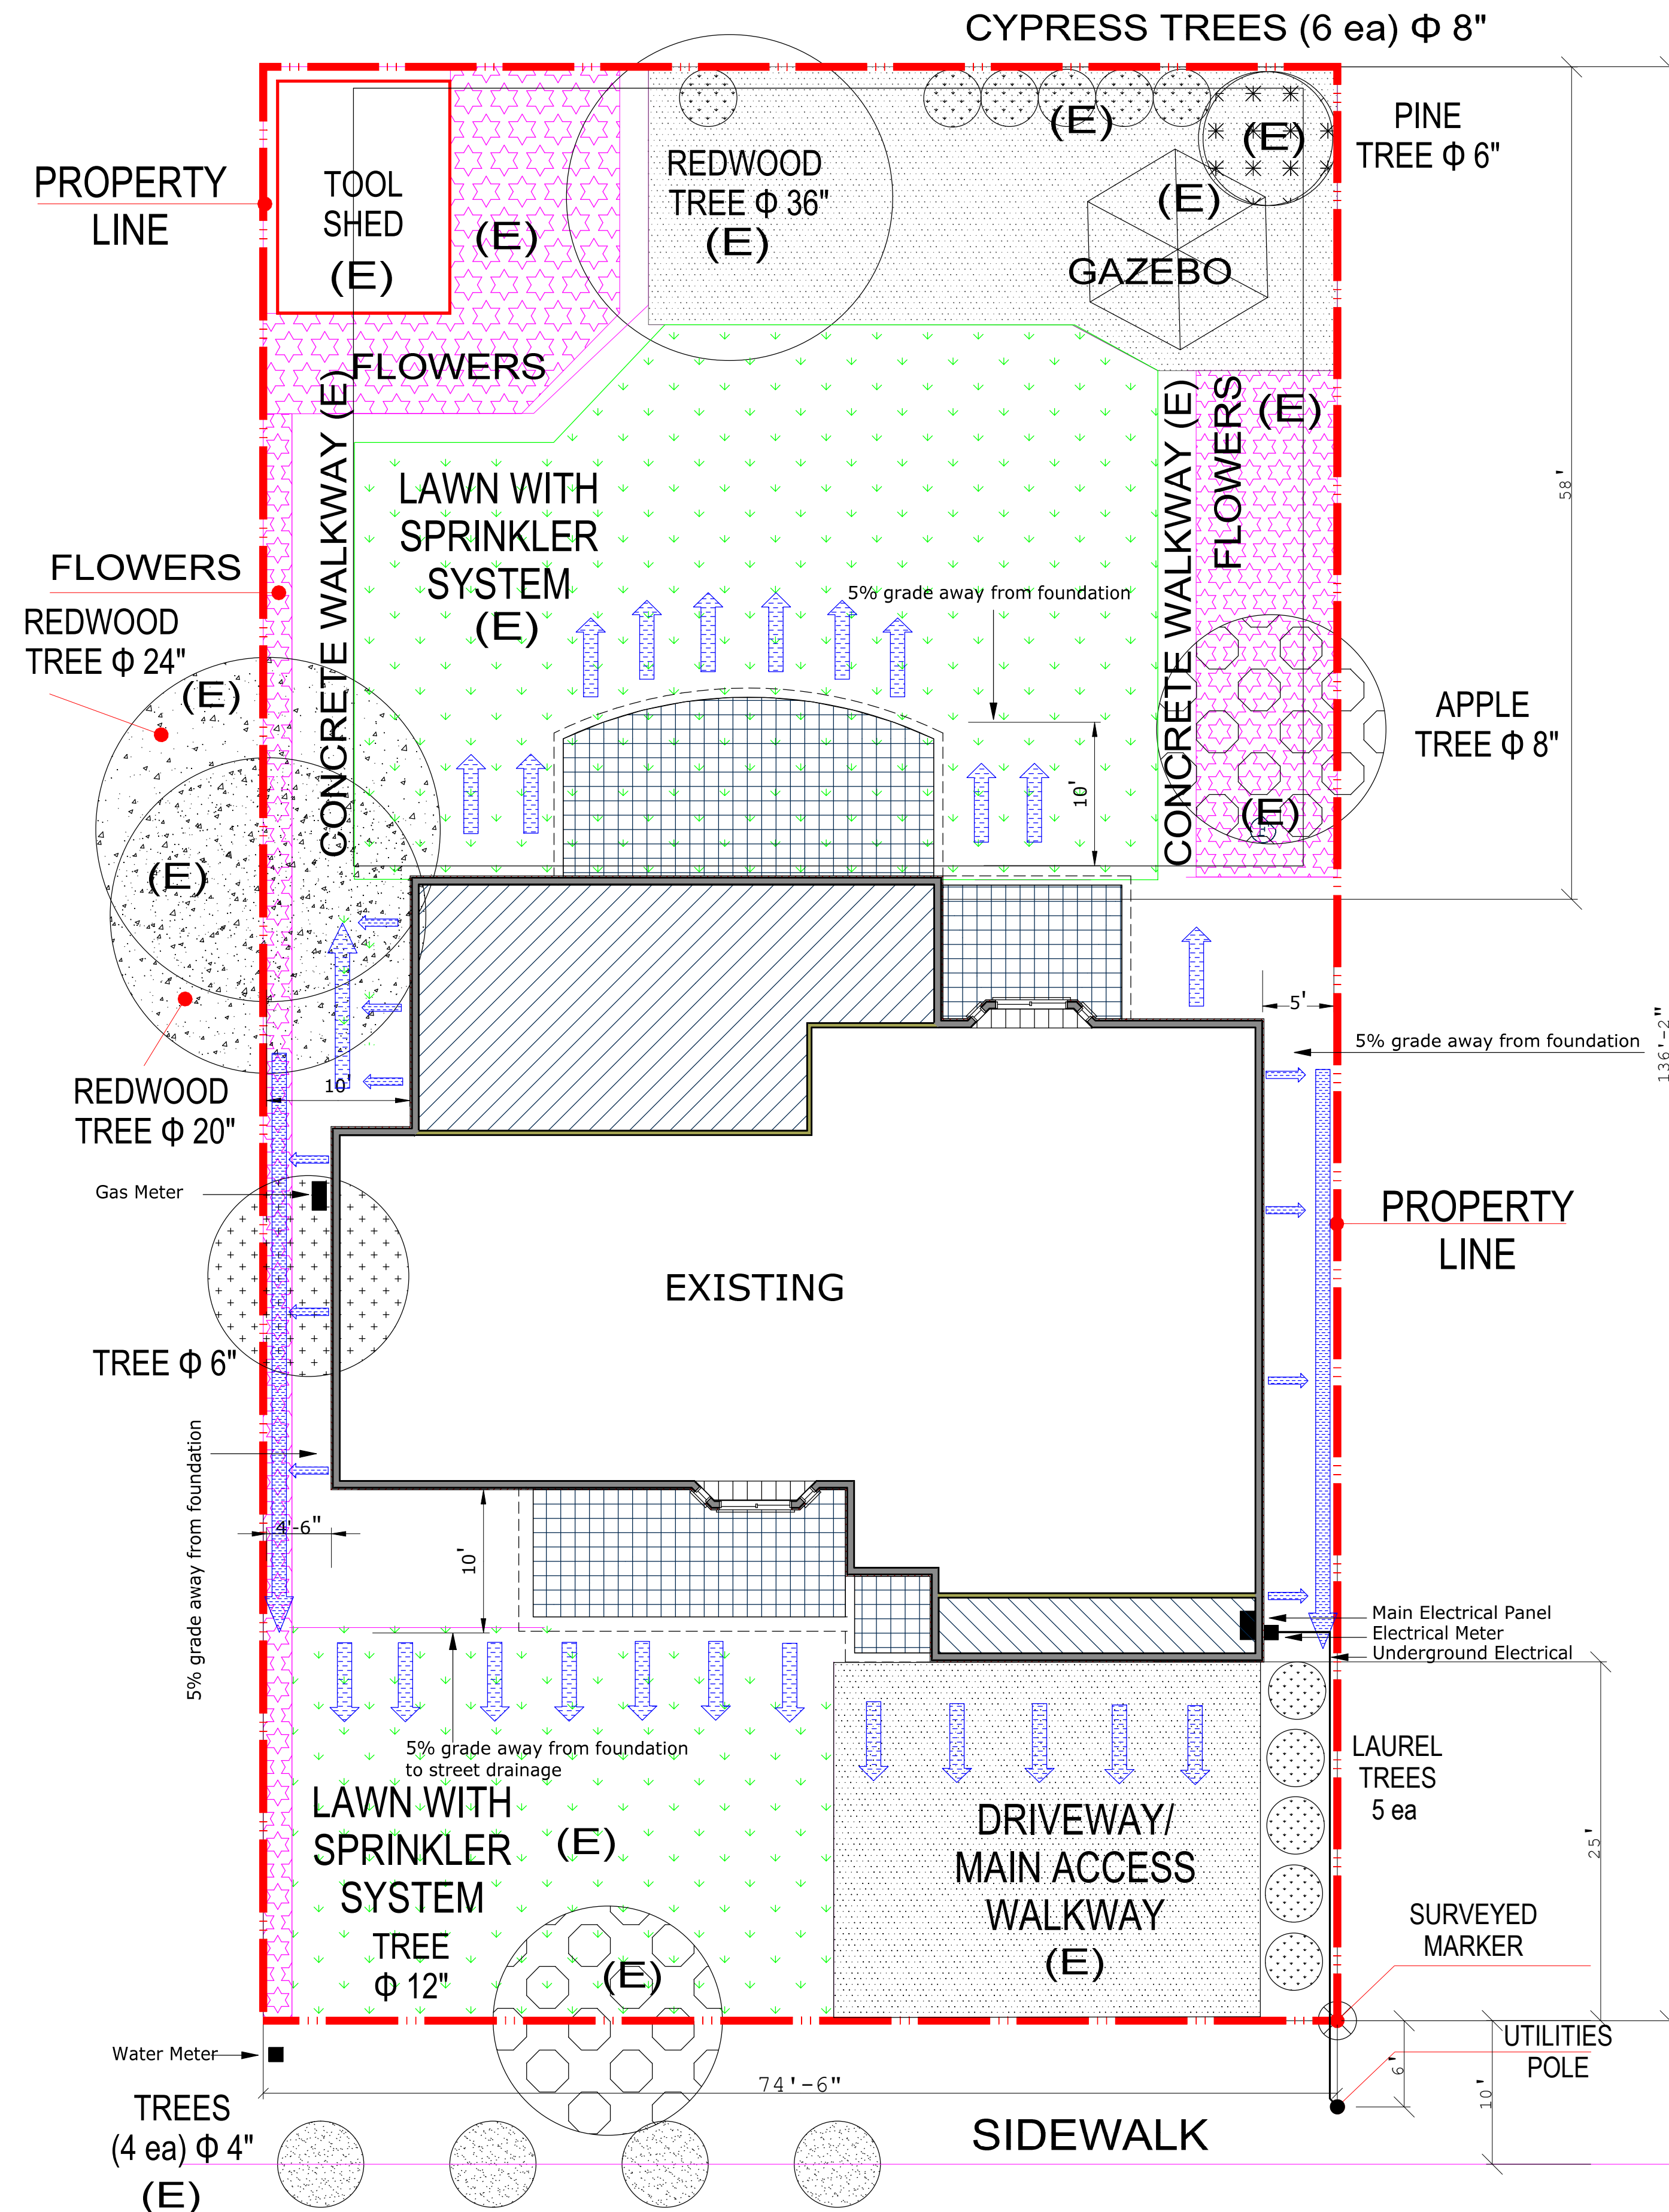 CYPRESS TREES (6 ea) Φ 8"
PINE
TREE Φ 6"
(E)
(E)
PROPERTY
LINE
TOOL
SHED
(E)
(E)
REDWOOD
TREE Φ 36"
(E)
(E)
GAZEBO
FLOWERS
CONCRETE WALKWAY (E)
CONCRETE WALKWAY (E)
FLOWERS
(E)
58'
LAWN WITH
SPRINKLER
SYSTEM
(E)
FLOWERS
5% grade away from foundation
REDWOOD
TREE Φ 24"
(E)
APPLE
TREE Φ 8"
10'
(E)
(E)
5'
5% grade away from foundation
136'-2"
REDWOOD
TREE Φ 20"
10'
Gas Meter
PROPERTY
LINE
EXISTING
TREE Φ 6"
5% grade away from foundation
4'-6"
10'
Main Electrical Panel
Electrical Meter
Underground Electrical
5% grade away from foundation
to street drainage
LAUREL
TREES
5 ea
LAWN WITH
SPRINKLER
SYSTEM
(E)
DRIVEWAY/
MAIN ACCESS
WALKWAY
(E)
25'
TREE
Φ 12"
(E)
SURVEYED
MARKER
UTILITIES
POLE
Water Meter
6'
10'
74'-6"
TREES
(4 ea) Φ 4"
(E)
SIDEWALK